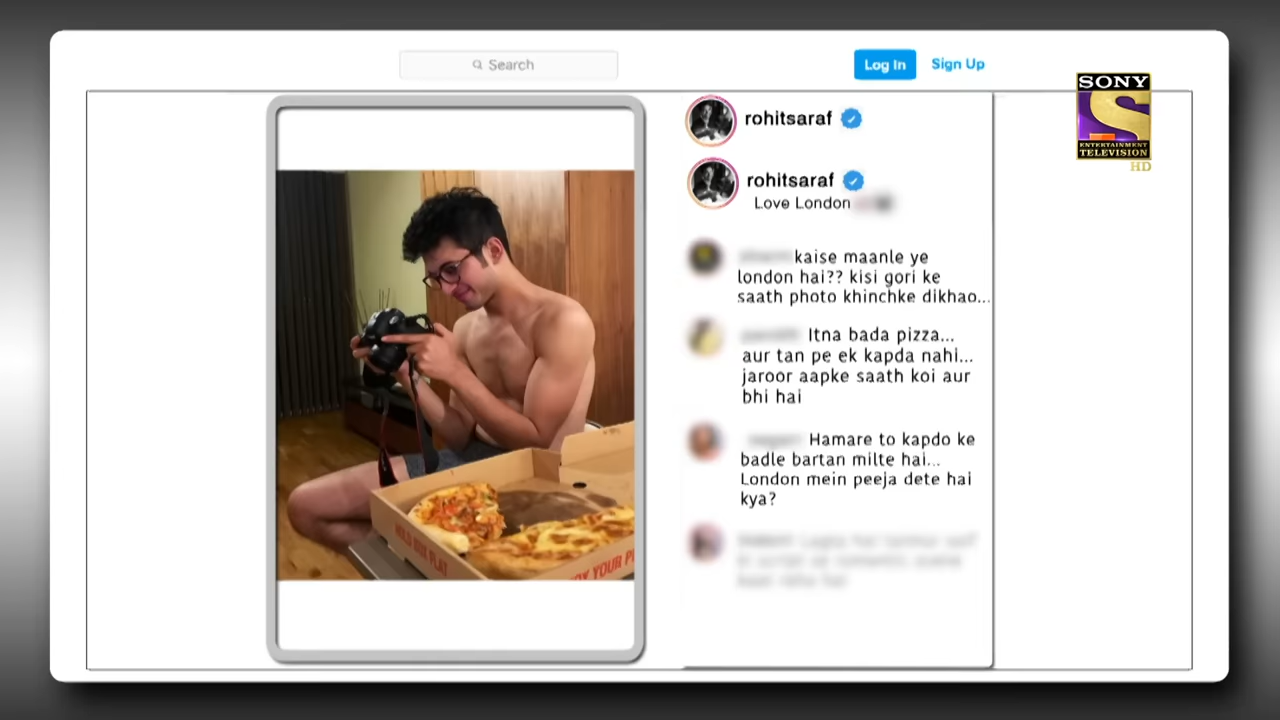 Search
Log In
Sign Up
SONY
ENTERTAINMENT
TELEVISION
HD
rohitsaraf
rohitsaraf
Love London
kaise maanle ye
london hai?? kisi gori ke
saath photo khinchke dikhao...
Itna bada pizza...
aur tan pe ek kapda nahi...
jaroor aapke saath koi aur
bhi hai
Hamare to kapdo ke
badle bartan milte hai...
London mein peeja dete hai
kya?
YOUR